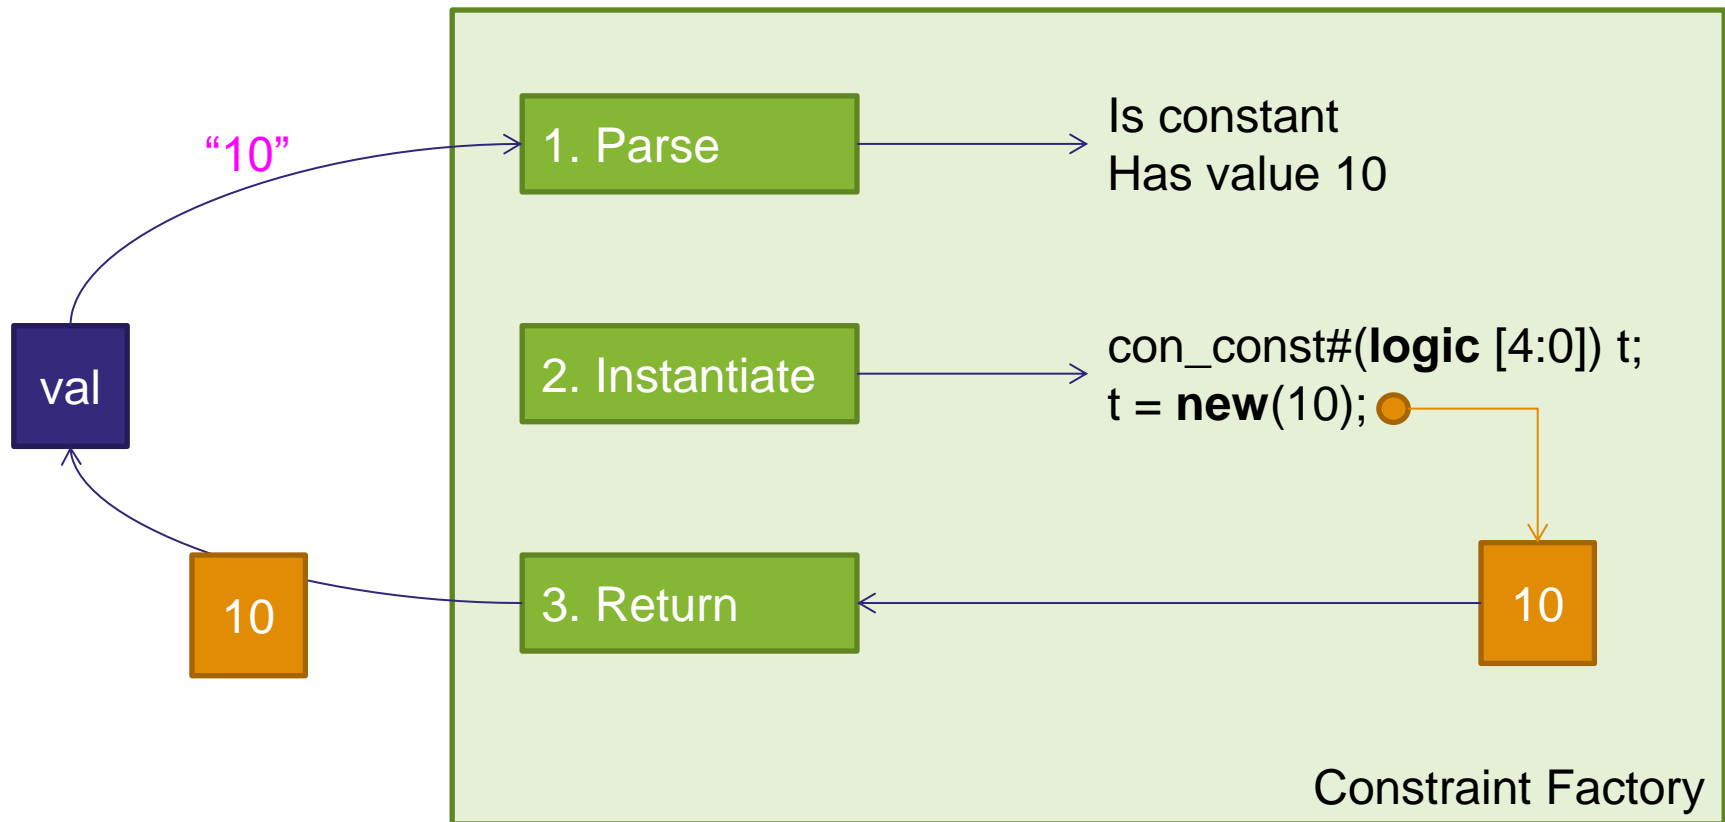 “10”
1. Parse
Is constant
Has value 10
val
2. Instantiate
con_const#(logic [4:0]) t;
t = new(10);
10
3. Return
10
Constraint Factory